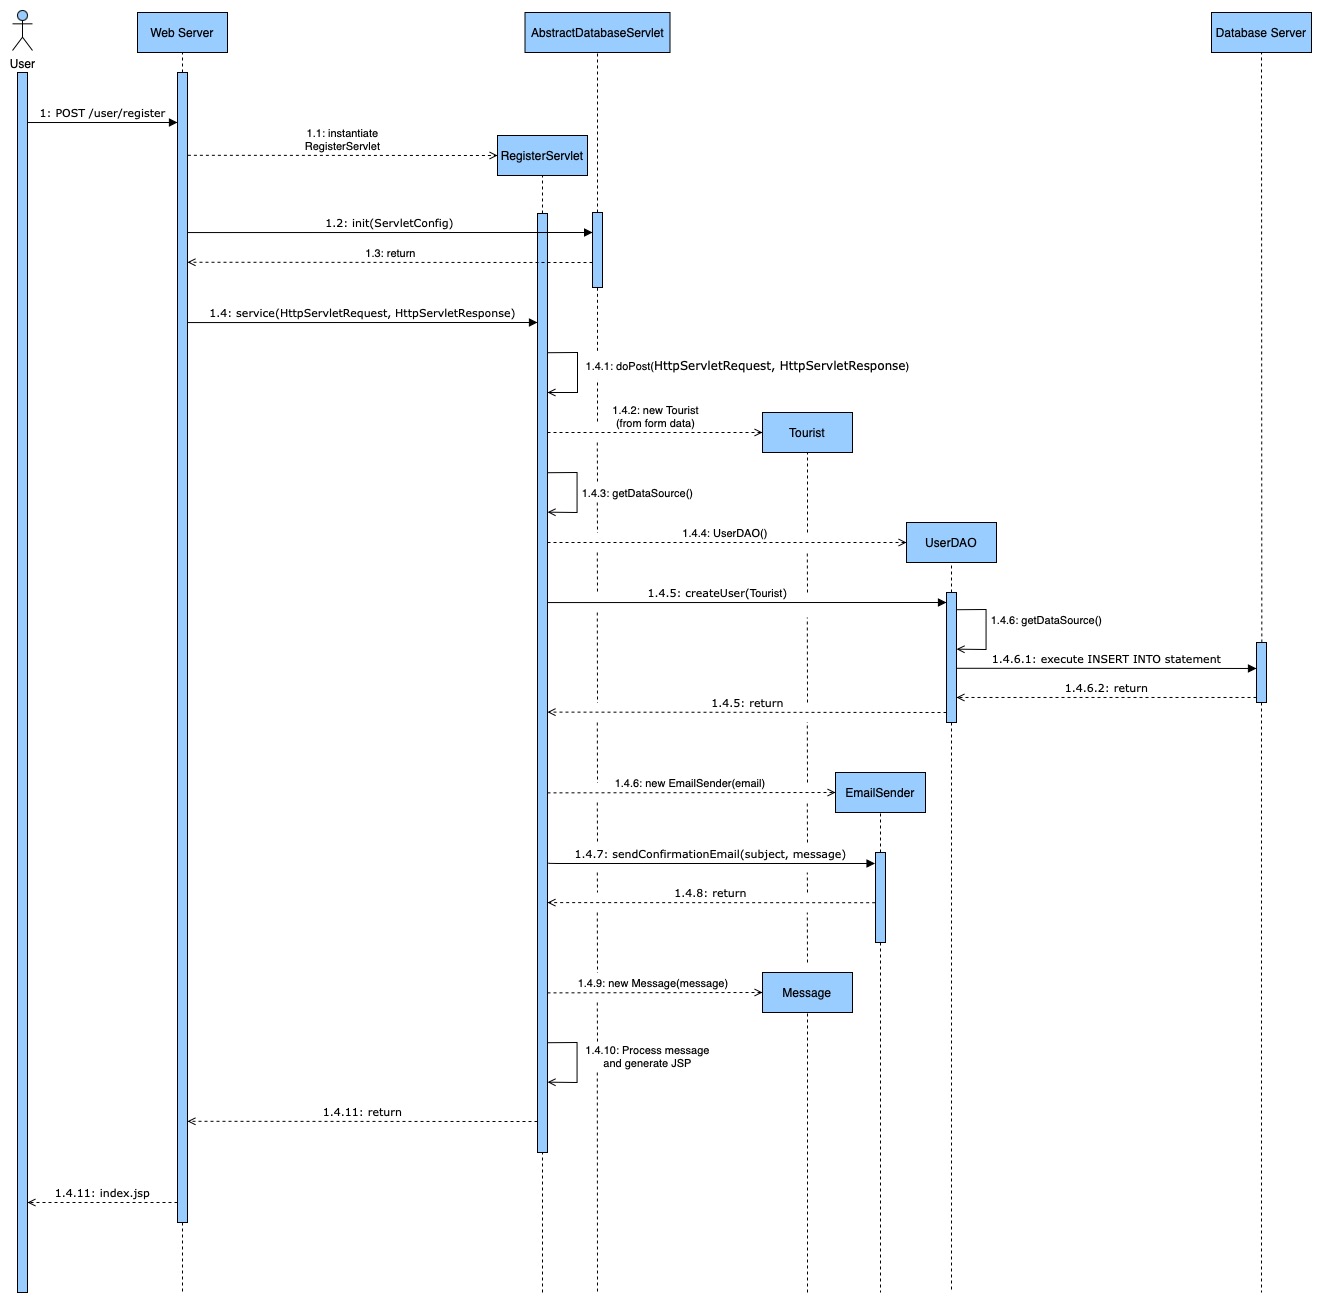 User
Web Server
AbstractDatabaseServlet
Database Server
1: POST /user/register
1.1: instantiate
RegisterServlet
RegisterServlet
1.2: init(ServletConfig)
1.3: return
1.4: service(HttpServletRequest, HttpServletResponse)
1.4.1: doPost(HttpServletRequest, HttpServletResponse)
1.4.2: new Tourist
(from form data)
Tourist
1.4.3: getDataSource()
1.4.4: UserDAO()
UserDAO
1.4.5: createUser(Tourist)
1.4.6: getDataSource()
1.4.6.1: execute INSERT INTO statement
1.4.6.2: return
1.4.5: return
1.4.6: new EmailSender(email)
EmailSender
1.4.7: sendConfirmationEmail(subject, message)
1.4.8: return
1.4.9: new Message(message)
Message
1.4.10: Process message
and generate JSP
1.4.11: return
1.4.11: index.jsp